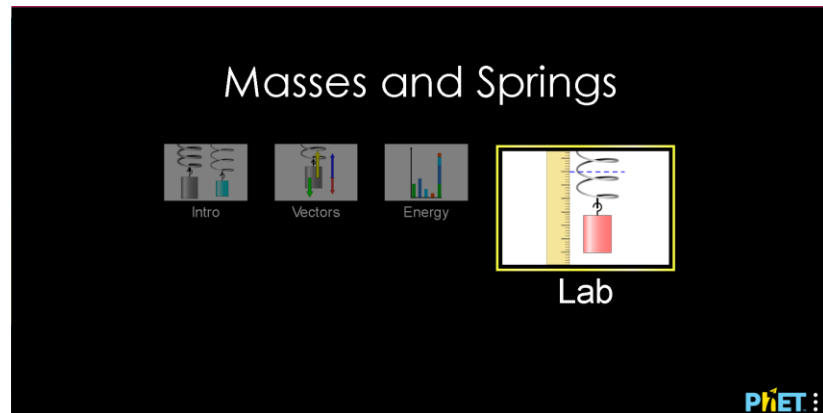 Masses and Springs
Intro
Vectors
Energy
Lab
PhET